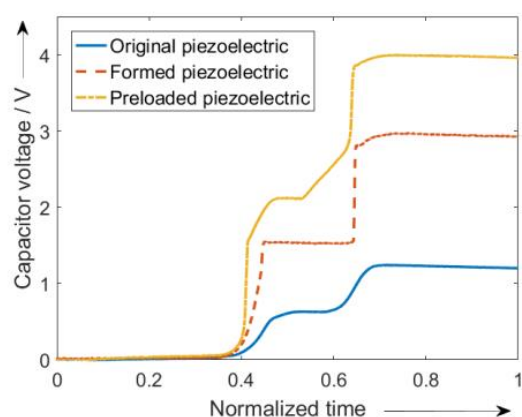 Capacitor voltage / V
4
3
2
1
0
Original piezoelectric
Formed piezoelectric
Preloaded piezoelectric
0 0.2 0.4 0.6 0.8 1
Normalized time